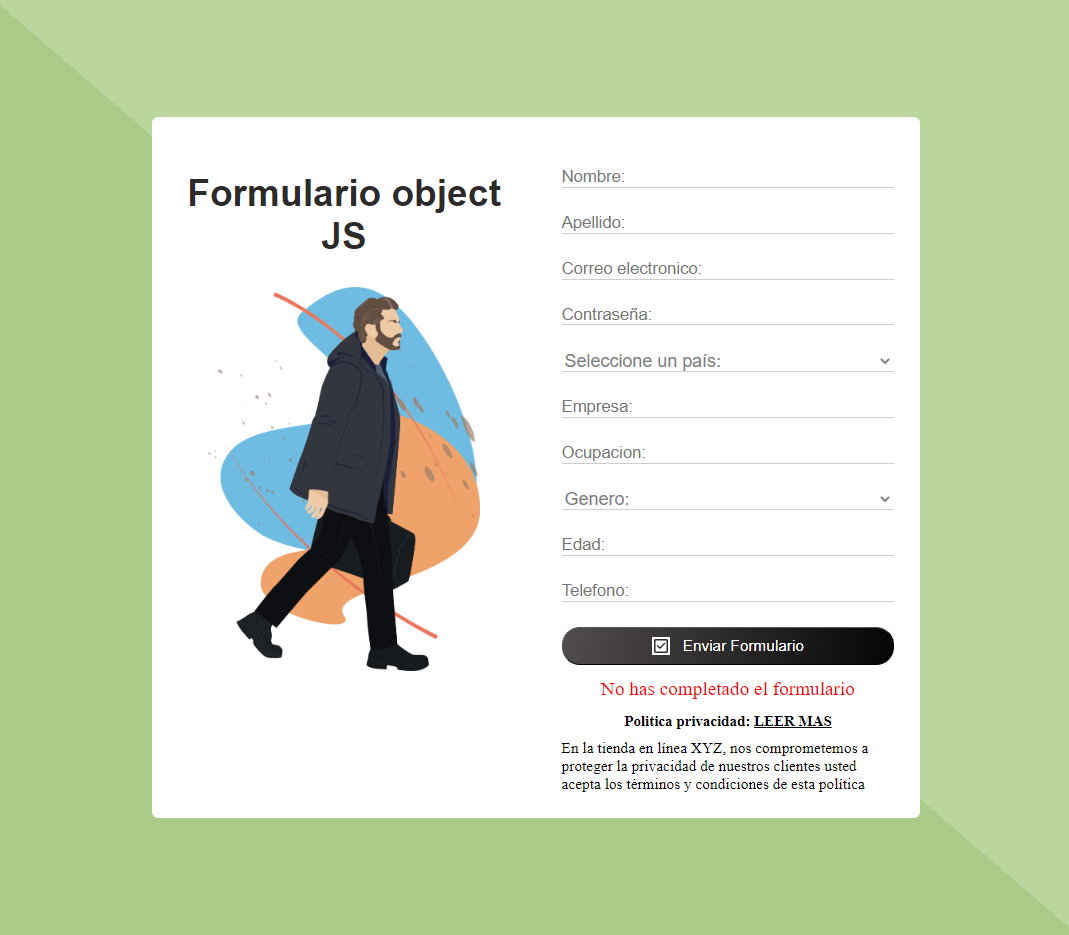 Formulario object
JS
Nombre:
Apellido:
Correo electronico:
Contraseña:
Seleccione un país:
Empresa:
Ocupacion:
Genero:
Edad:
Telefono:
Enviar Formulario
No has completado el formulario
Politica privacidad: LEER MAS
En la tienda en línea XYZ, nos comprometemos a
proteger la privacidad de nuestros clientes usted
acepta los términos y condiciones de esta política